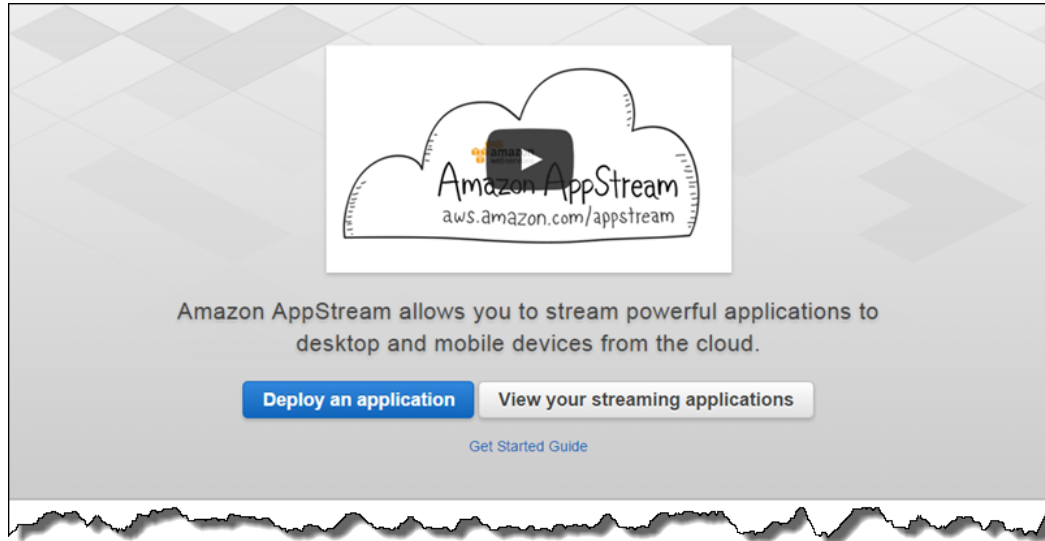 amazon
Amazon AppStream
aws.amazon.com/appstream
Amazon AppStream allows you to stream powerful applications to
desktop and mobile devices from the cloud.
Deploy an application
View your streaming applications
Get Started Guide